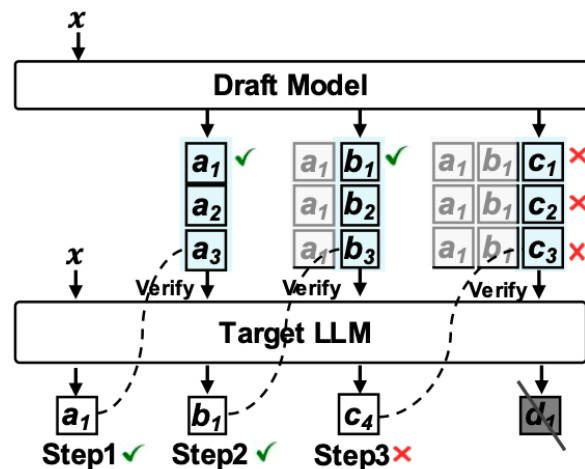 x
Draft Model
a1 ✓ a1 b1 ✓ a1 b1 c1 ×
a2 a1 b2 a1 b1 c2 ×
a3 a1 b3 a1 b1 c3 ×
x Verify Verify Verify
Target LLM
a1 b1 c4 d1
Step1 ✓ Step2 ✓ Step3 ×